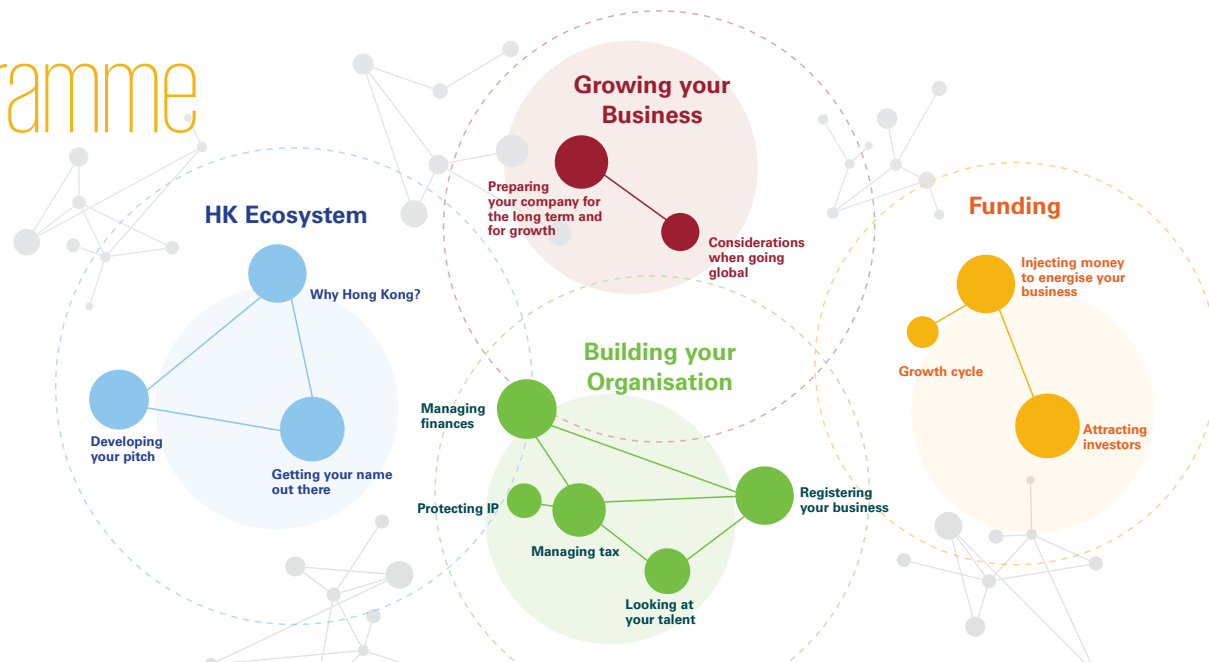 ramme
Growing your
Business
Preparing
your company for
the long term and
for growth
Considerations
when going
global
HK Ecosystem
Why Hong Kong?
Developing
your pitch
Getting your name
out there
Funding
Injecting money
to energise your
business
Growth cycle
Attracting
investors
Building your
Organisation
Managing
finances
Protecting IP
Managing tax
Registering
your business
Looking at
your talent